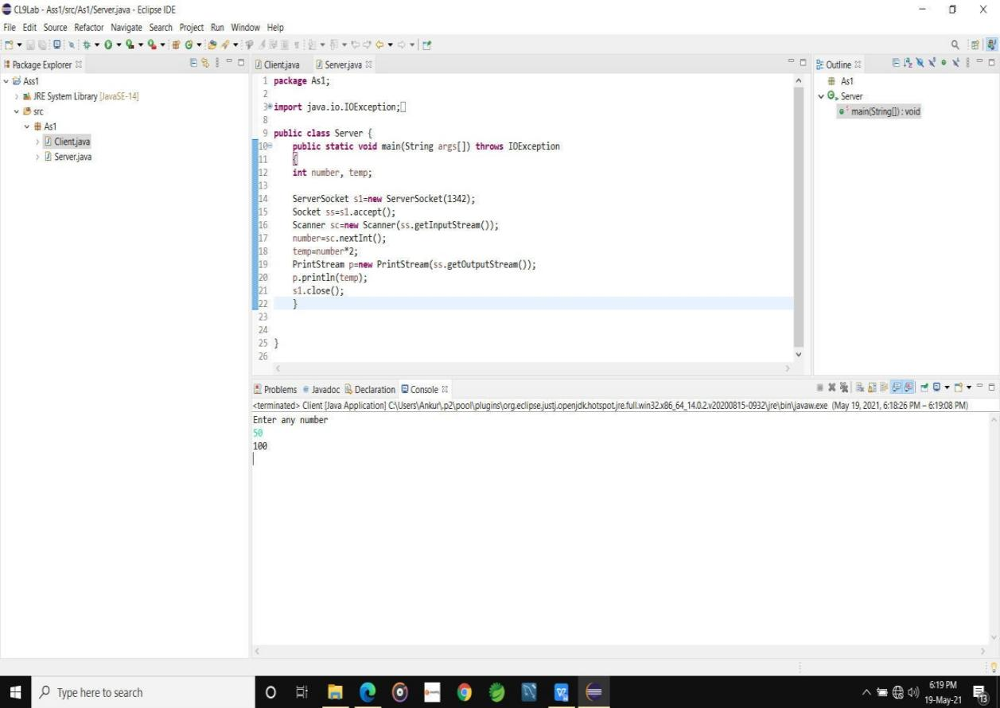 CL9Lab - Ass1/src/As1/Server.java - Eclipse IDE
File Edit Source Refactor Navigate Search Project Run Window Help
Package Explorer
Ass1
JRE System Library [JavaSE-14]
src
As1
Client.java
Server.java
Client.java Server.java
1 package As1;
2
3 import java.io.IOException;
8
9 public class Server {
10 public static void main(String args[]) throws IOException
11 {
12 int number, temp;
13
14 ServerSocket s1=new ServerSocket(1342);
15 Socket ss=s1.accept();
16 Scanner sc=new Scanner(ss.getInputStream());
17 number=sc.nextInt();
18 temp=number*2;
19 PrintStream p=new PrintStream(ss.getOutputStream());
20 p.println(temp);
21 s1.close();
22 }
23
24
25 }
26
Outline
As1
Server
main(String[]) : void
Problems Javadoc Declaration Console
<terminated> Client [Java Application] C:\Users\Ankur\.p2\pool\plugins\org.eclipse.justj.openjdk.hotspot.jre.full.win32.x86_64_14.0.2.v20200815-0932\jre\bin\javaw.exe (May 19, 2021, 6:18:26 PM – 6:19:08 PM)
Enter any number
50
100
Type here to search
6:19 PM
19-May-21
13